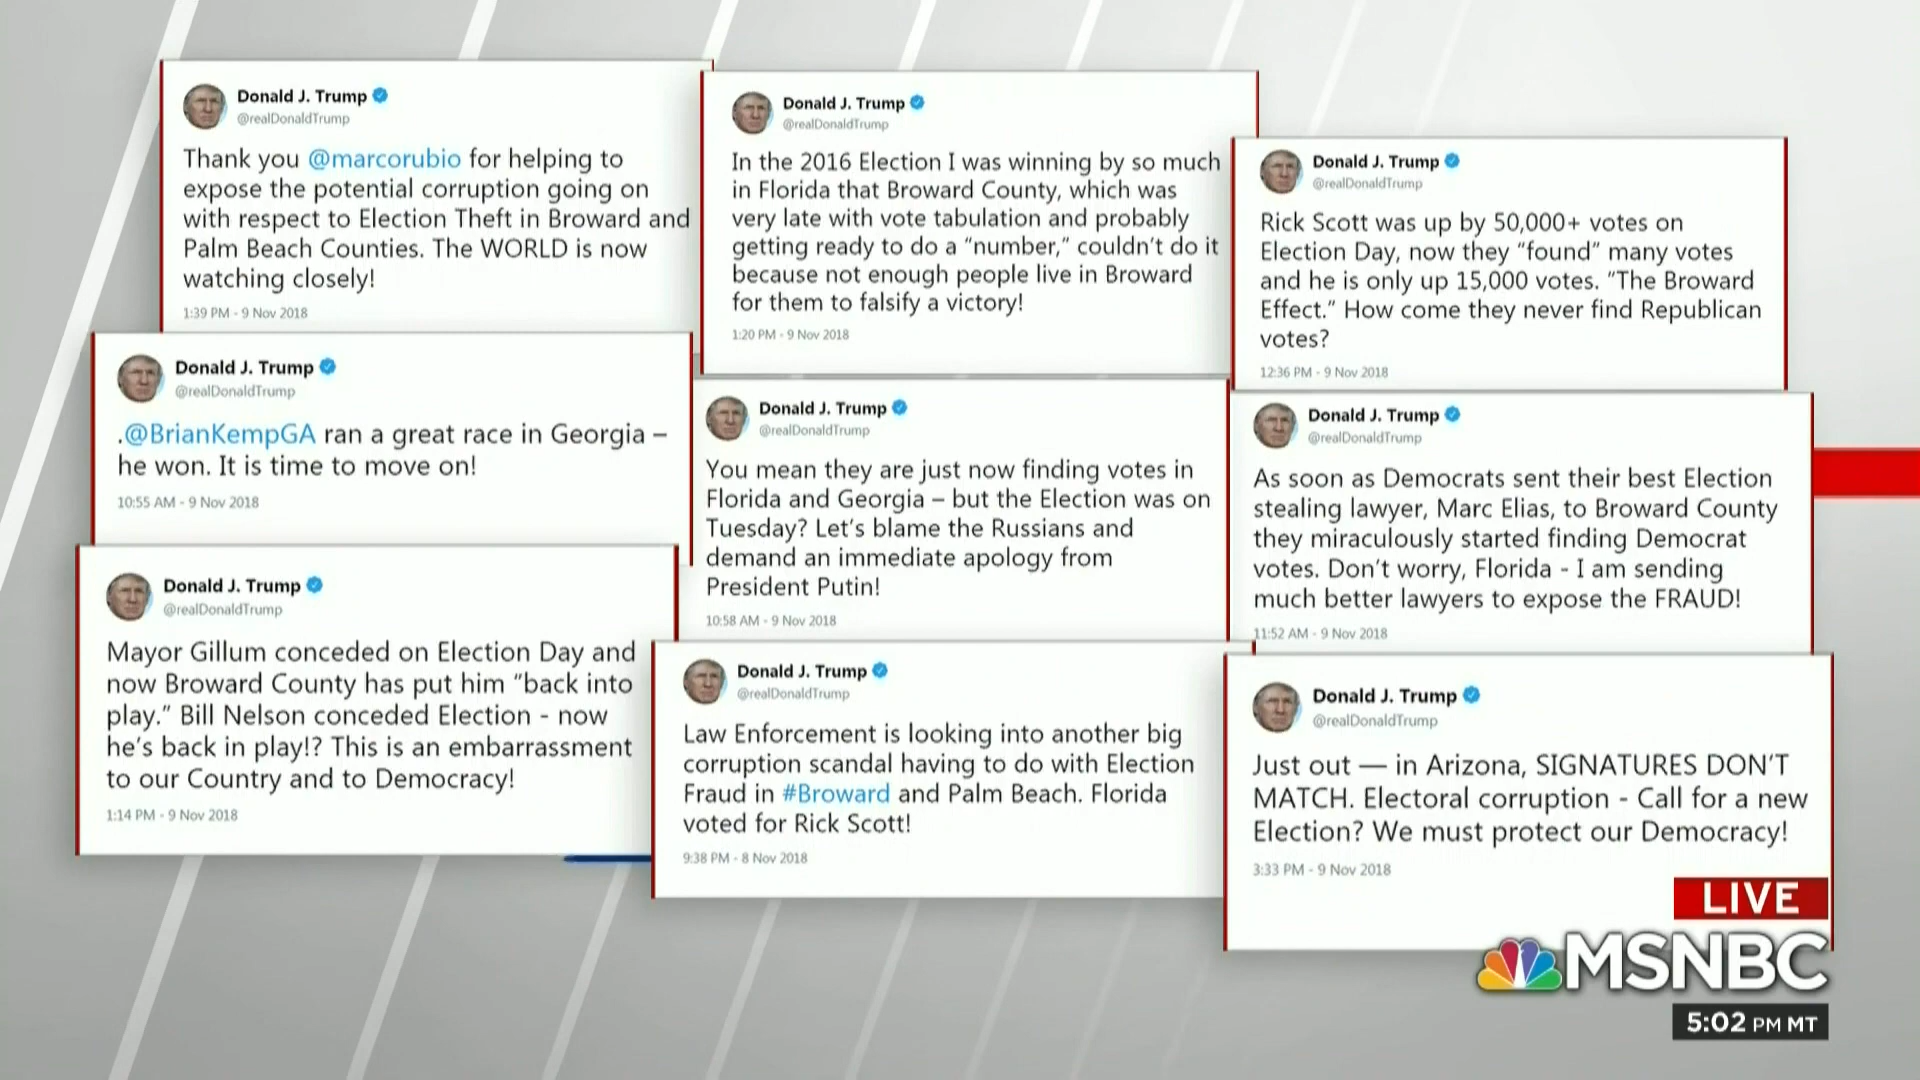 Donald J. Trump
@realDonaldTrump
Thank you @marcorubio for helping to
expose the potential corruption going on
with respect to Election Theft in Broward and
Palm Beach Counties. The WORLD is now
watching closely!
1:39 PM - 9 Nov 2018
Donald J. Trump
@realDonaldTrump
In the 2016 Election I was winning by so much
in Florida that Broward County, which was
very late with vote tabulation and probably
getting ready to do a “number,” couldn’t do it
because not enough people live in Broward
for them to falsify a victory!
1:20 PM - 9 Nov 2018
Donald J. Trump
@realDonaldTrump
Rick Scott was up by 50,000+ votes on
Election Day, now they “found” many votes
and he is only up 15,000 votes. “The Broward
Effect.” How come they never find Republican
votes?
12:36 PM - 9 Nov 2018
Donald J. Trump
@realDonaldTrump
.@BrianKempGA ran a great race in Georgia –
he won. It is time to move on!
10:55 AM - 9 Nov 2018
Donald J. Trump
@realDonaldTrump
You mean they are just now finding votes in
Florida and Georgia – but the Election was on
Tuesday? Let’s blame the Russians and
demand an immediate apology from
President Putin!
10:58 AM - 9 Nov 2018
Donald J. Trump
@realDonaldTrump
As soon as Democrats sent their best Election
stealing lawyer, Marc Elias, to Broward County
they miraculously started finding Democrat
votes. Don’t worry, Florida - I am sending
much better lawyers to expose the FRAUD!
11:52 AM - 9 Nov 2018
Donald J. Trump
@realDonaldTrump
Mayor Gillum conceded on Election Day and
now Broward County has put him “back into
play.” Bill Nelson conceded Election - now
he’s back in play!? This is an embarrassment
to our Country and to Democracy!
1:14 PM - 9 Nov 2018
Donald J. Trump
@realDonaldTrump
Law Enforcement is looking into another big
corruption scandal having to do with Election
Fraud in #Broward and Palm Beach. Florida
voted for Rick Scott!
9:38 PM - 8 Nov 2018
Donald J. Trump
@realDonaldTrump
Just out — in Arizona, SIGNATURES DON’T
MATCH. Electoral corruption - Call for a new
Election? We must protect our Democracy!
3:33 PM - 9 Nov 2018
LIVE
MSNBC
5:02 PM MT